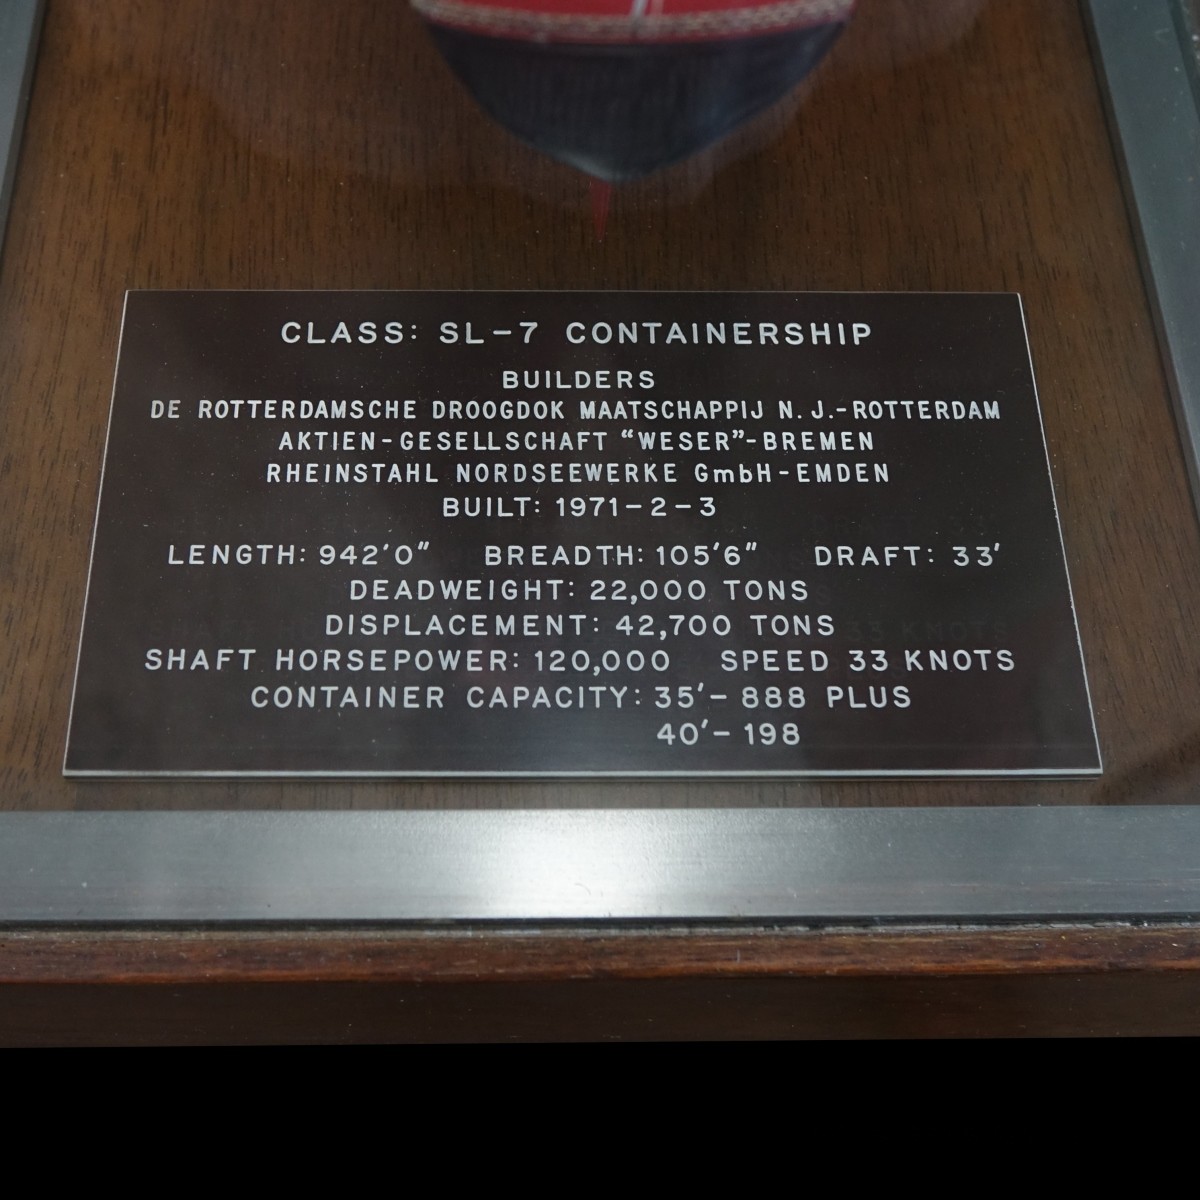 CLASS: SL-7 CONTAINERSHIP
BUILDERS
DE ROTTERDAMSCHE DROOGDOK MAATSCHAPPIJ N.J.-ROTTERDAM
AKTIEN-GESELLSCHAFT “WESER”-BREMEN
RHEINSTAHL NORDSEEWERKE GmbH-EMDEN
BUILT: 1971-2-3
LENGTH: 942'0" BREADTH: 105'6" DRAFT: 33'
DEADWEIGHT: 22,000 TONS
DISPLACEMENT: 42,700 TONS
SHAFT HORSEPOWER: 120,000 SPEED 33 KNOTS
CONTAINER CAPACITY: 35'- 888 PLUS
40'- 198